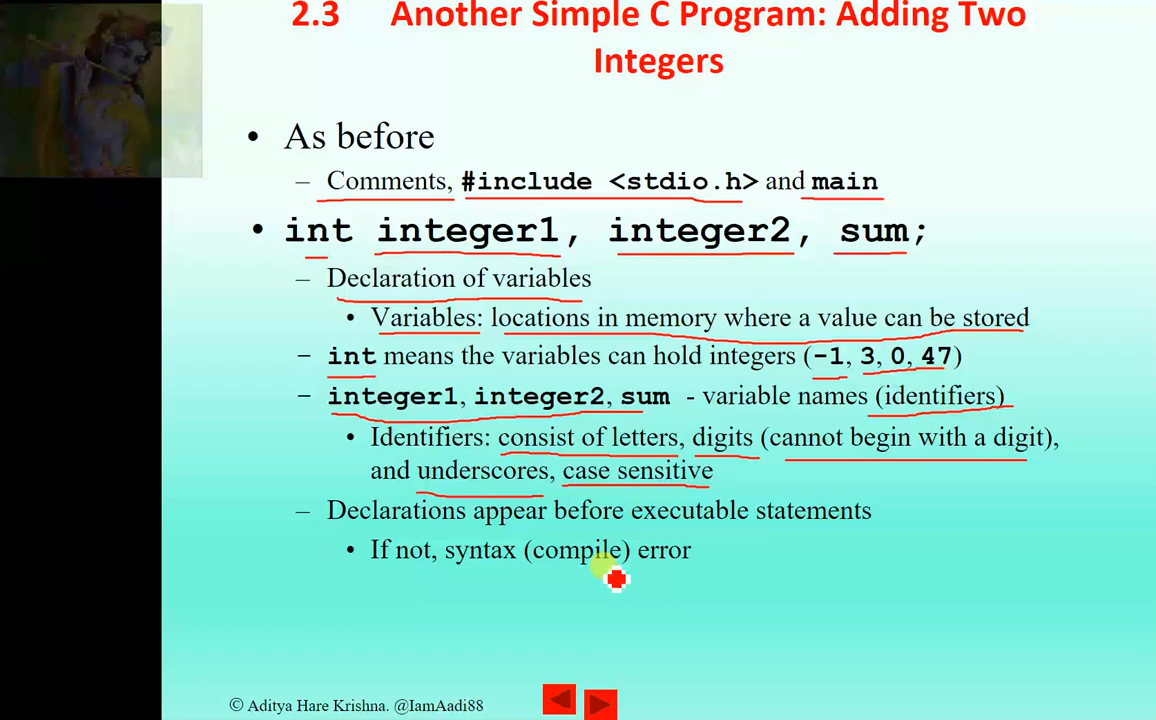 2.3 Another Simple C Program: Adding Two
Integers
• As before
– Comments, #include <stdio.h> and main
• int integer1, integer2, sum;
– Declaration of variables
• Variables: locations in memory where a value can be stored
– int means the variables can hold integers (-1, 3, 0, 47)
– integer1, integer2, sum - variable names (identifiers)
• Identifiers: consist of letters, digits (cannot begin with a digit),
and underscores, case sensitive
– Declarations appear before executable statements
• If not, syntax (compile) error
© Aditya Hare Krishna. @IamAadi88